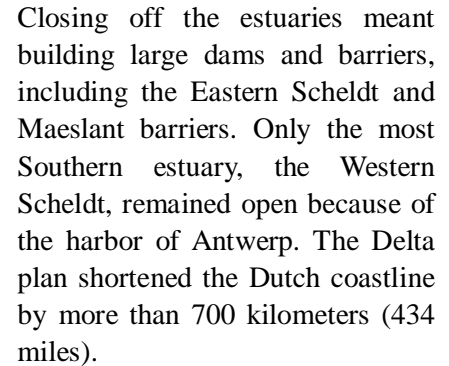 Closing off the estuaries meant
building large dams and barriers,
including the Eastern Scheldt and
Maeslant barriers. Only the most
Southern estuary, the Western
Scheldt, remained open because of
the harbor of Antwerp. The Delta
plan shortened the Dutch coastline
by more than 700 kilometers (434
miles).